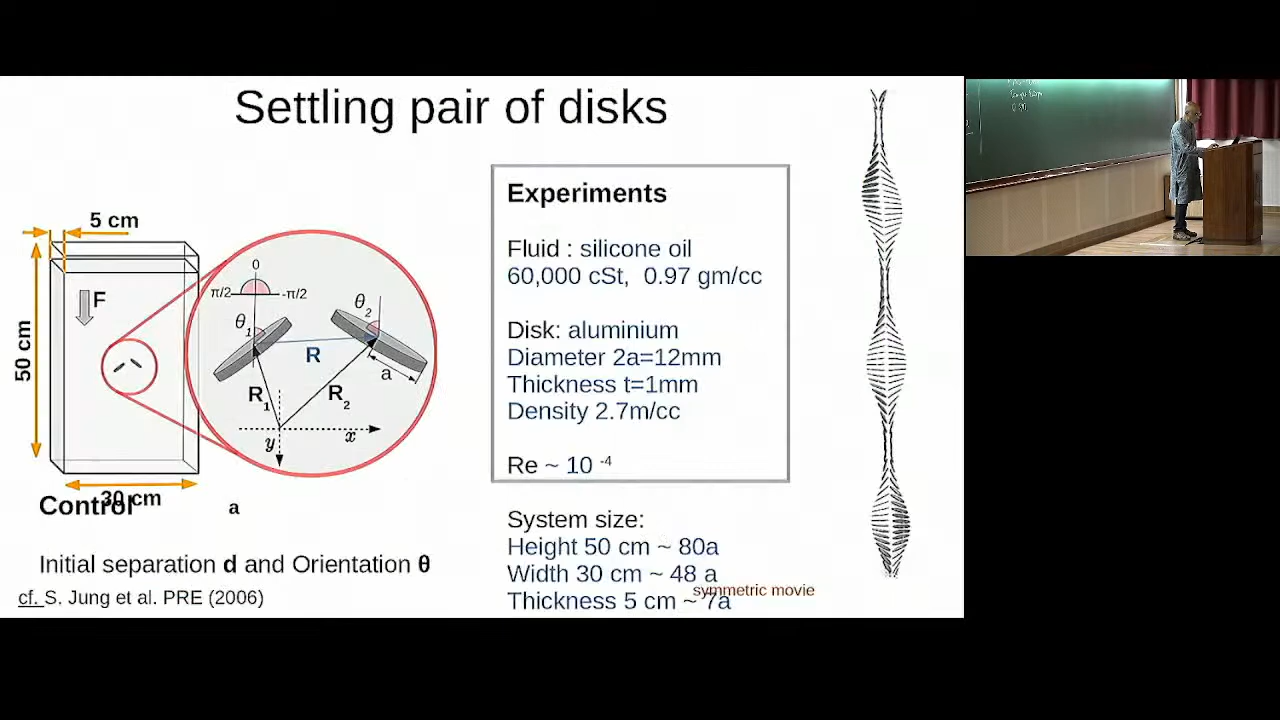 Settling pair of disks
5 cm
50 cm
F
30 cm
0
π/2
-π/2
θ1
θ2
R
a
R1
R2
x
y
Control
a
Initial separation d and Orientation θ
cf. S. Jung et al. PRE (2006)
Experiments
Fluid : silicone oil
60,000 cSt, 0.97 gm/cc
Disk: aluminium
Diameter 2a=12mm
Thickness t=1mm
Density 2.7m/cc
Re ~ 10 -4
System size:
Height 50 cm ~ 80a
Width 30 cm ~ 48 a
Thickness 5 cm ~ 7a
symmetric movie